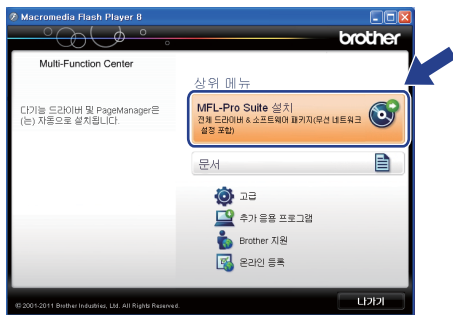 Macromedia Flash Player 8
brother
Multi-Function Center
상위 메뉴
다기능 드라이버 및 PageManager은
(는) 자동으로 설치됩니다.
MFL-Pro Suite 설치
전체 드라이버 & 소프트웨어 패키지(우선 네트워크
설정 포함)
문서
고급
추가 응용 프로그램
Brother 지원
온라인 등록
© 2001-2011 Brother Industries, Ltd. All Rights Reserved.
나가기